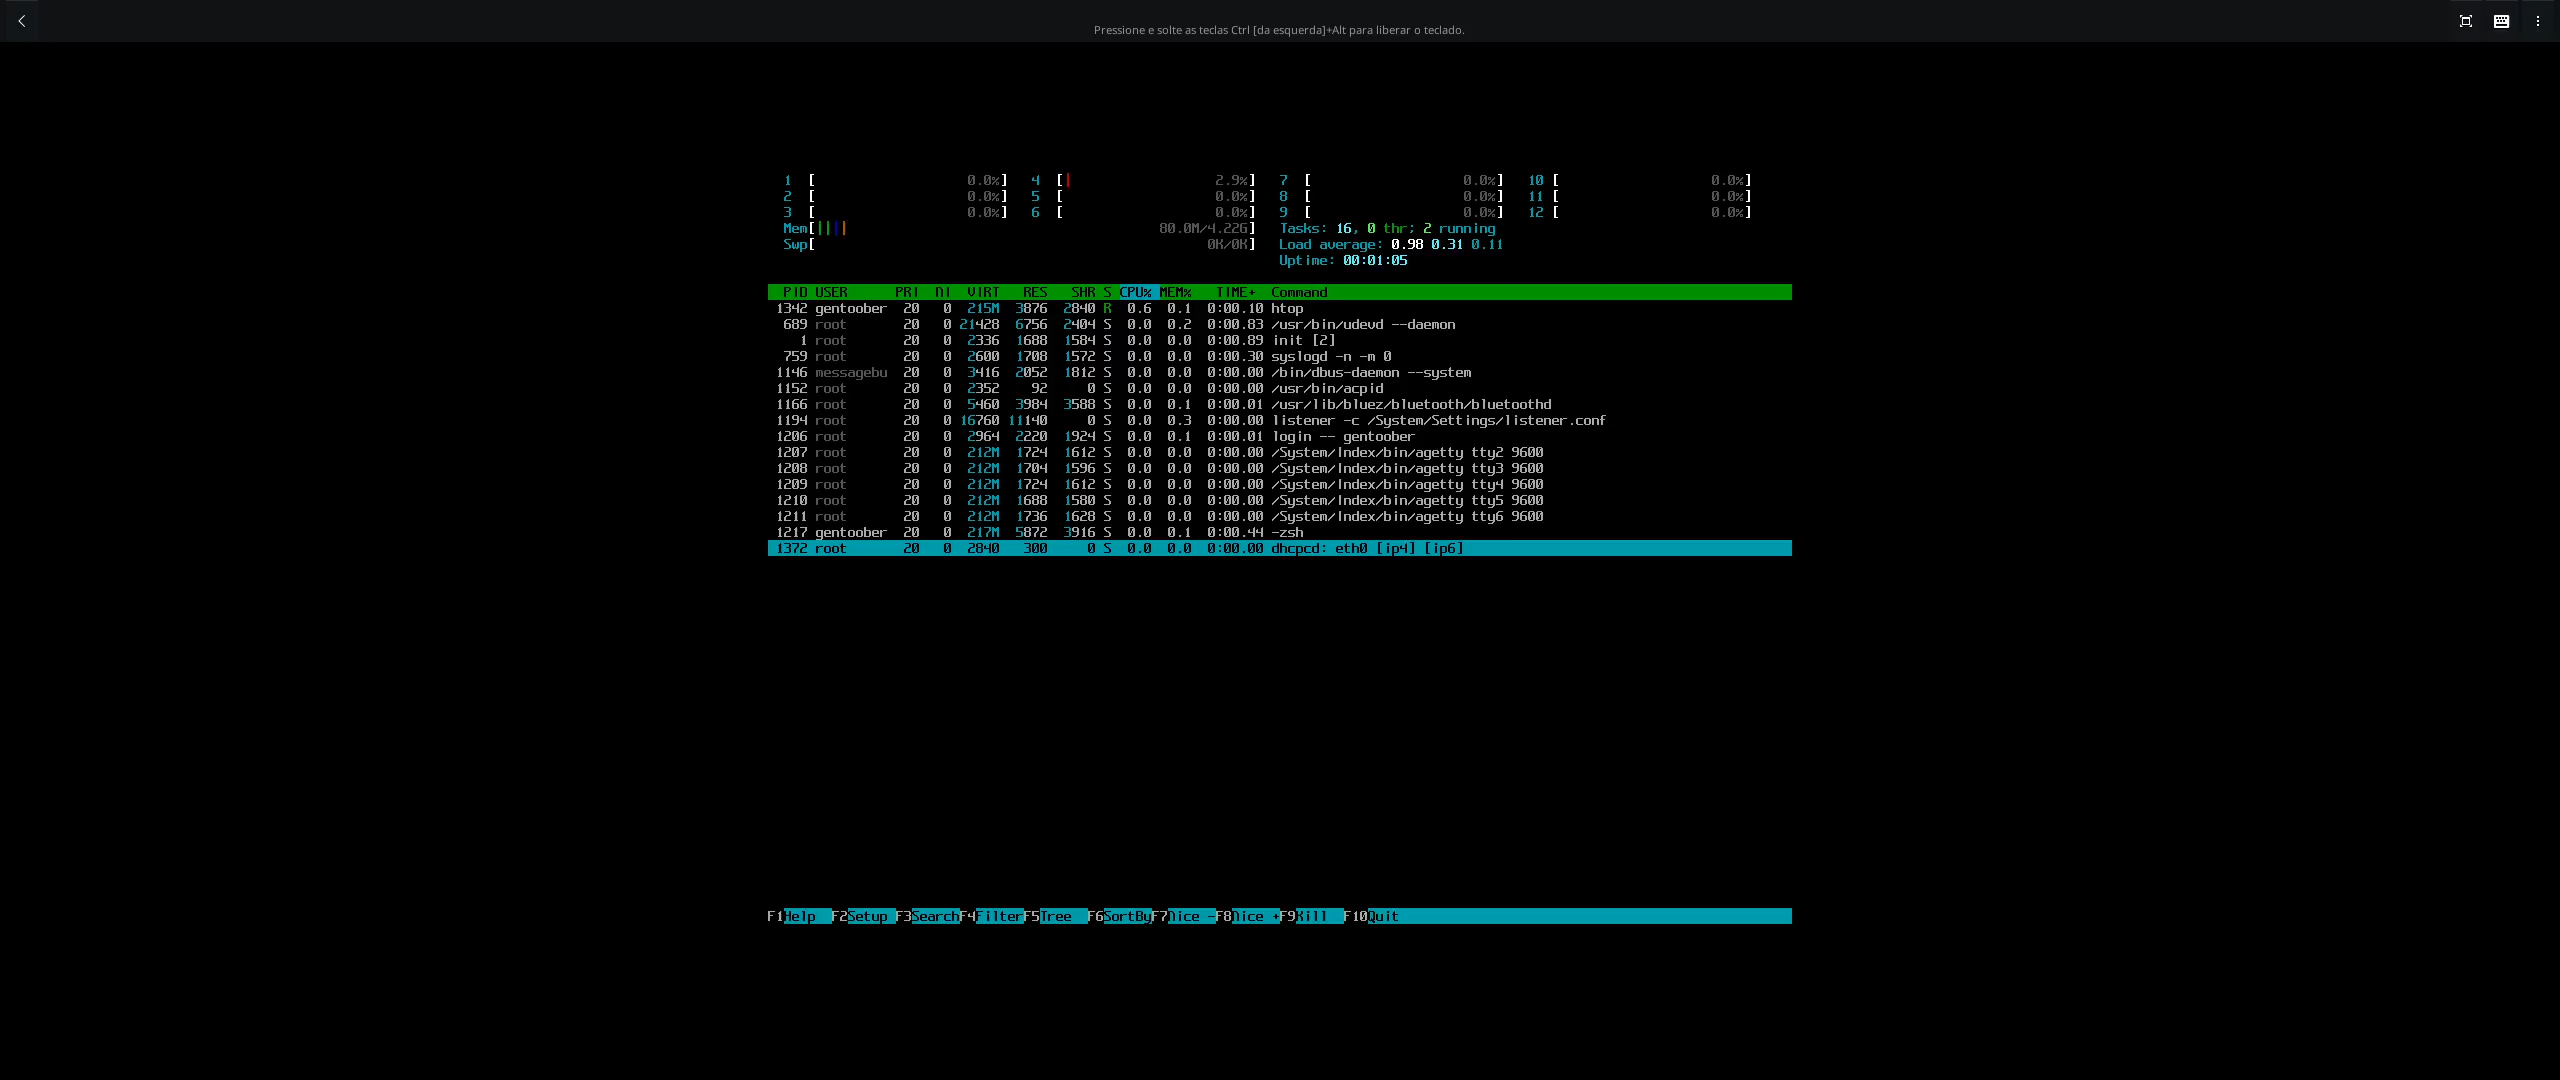 Pressione e solte as teclas Ctrl [da esquerda]+Alt para liberar o teclado.
1 [ 0.0%] 4 [| 2.9%] 7 [ 0.0%] 10 [ 0.0%]
2 [ 0.0%] 5 [ 0.0%] 8 [ 0.0%] 11 [ 0.0%]
3 [ 0.0%] 6 [ 0.0%] 9 [ 0.0%] 12 [ 0.0%]
Mem[|||| 80.0M/4.22G] Tasks: 16, 0 thr; 2 running
Swp[ 0K/0K] Load average: 0.98 0.31 0.11
Uptime: 00:01:05
PID USER PRI NI VIRT RES SHR S CPU% MEM% TIME+ Command
1342 gentoober 20 0 215M 3876 2840 R 0.6 0.1 0:00.10 htop
689 root 20 0 21428 6756 2404 S 0.0 0.2 0:00.83 /usr/bin/udevd --daemon
1 root 20 0 2336 1688 1584 S 0.0 0.0 0:00.89 init [2]
759 root 20 0 2600 1708 1572 S 0.0 0.0 0:00.30 syslogd -n -m 0
1146 messagebu 20 0 3416 2052 1812 S 0.0 0.0 0:00.00 /bin/dbus-daemon --system
1152 root 20 0 2352 92 0 S 0.0 0.0 0:00.00 /usr/bin/acpid
1166 root 20 0 5460 3984 3588 S 0.0 0.1 0:00.01 /usr/lib/bluez/bluetooth/bluetoothd
1194 root 20 0 16760 11140 0 S 0.0 0.3 0:00.00 listener -c /System/Settings/listener.conf
1206 root 20 0 2964 2220 1924 S 0.0 0.1 0:00.01 login -- gentoober
1207 root 20 0 212M 1724 1612 S 0.0 0.0 0:00.00 /System/Index/bin/agetty tty2 9600
1208 root 20 0 212M 1704 1596 S 0.0 0.0 0:00.00 /System/Index/bin/agetty tty3 9600
1209 root 20 0 212M 1724 1612 S 0.0 0.0 0:00.00 /System/Index/bin/agetty tty4 9600
1210 root 20 0 212M 1688 1580 S 0.0 0.0 0:00.00 /System/Index/bin/agetty tty5 9600
1211 root 20 0 212M 1736 1628 S 0.0 0.0 0:00.00 /System/Index/bin/agetty tty6 9600
1217 gentoober 20 0 217M 5872 3916 S 0.0 0.1 0:00.44 -zsh
1372 root 20 0 2840 300 0 S 0.0 0.0 0:00.00 dhcpcd: eth0 [ip4] [ip6]
F1Help F2Setup F3SearchF4FilterF5Tree F6SortByF7Nice -F8Nice +F9Kill F10Quit